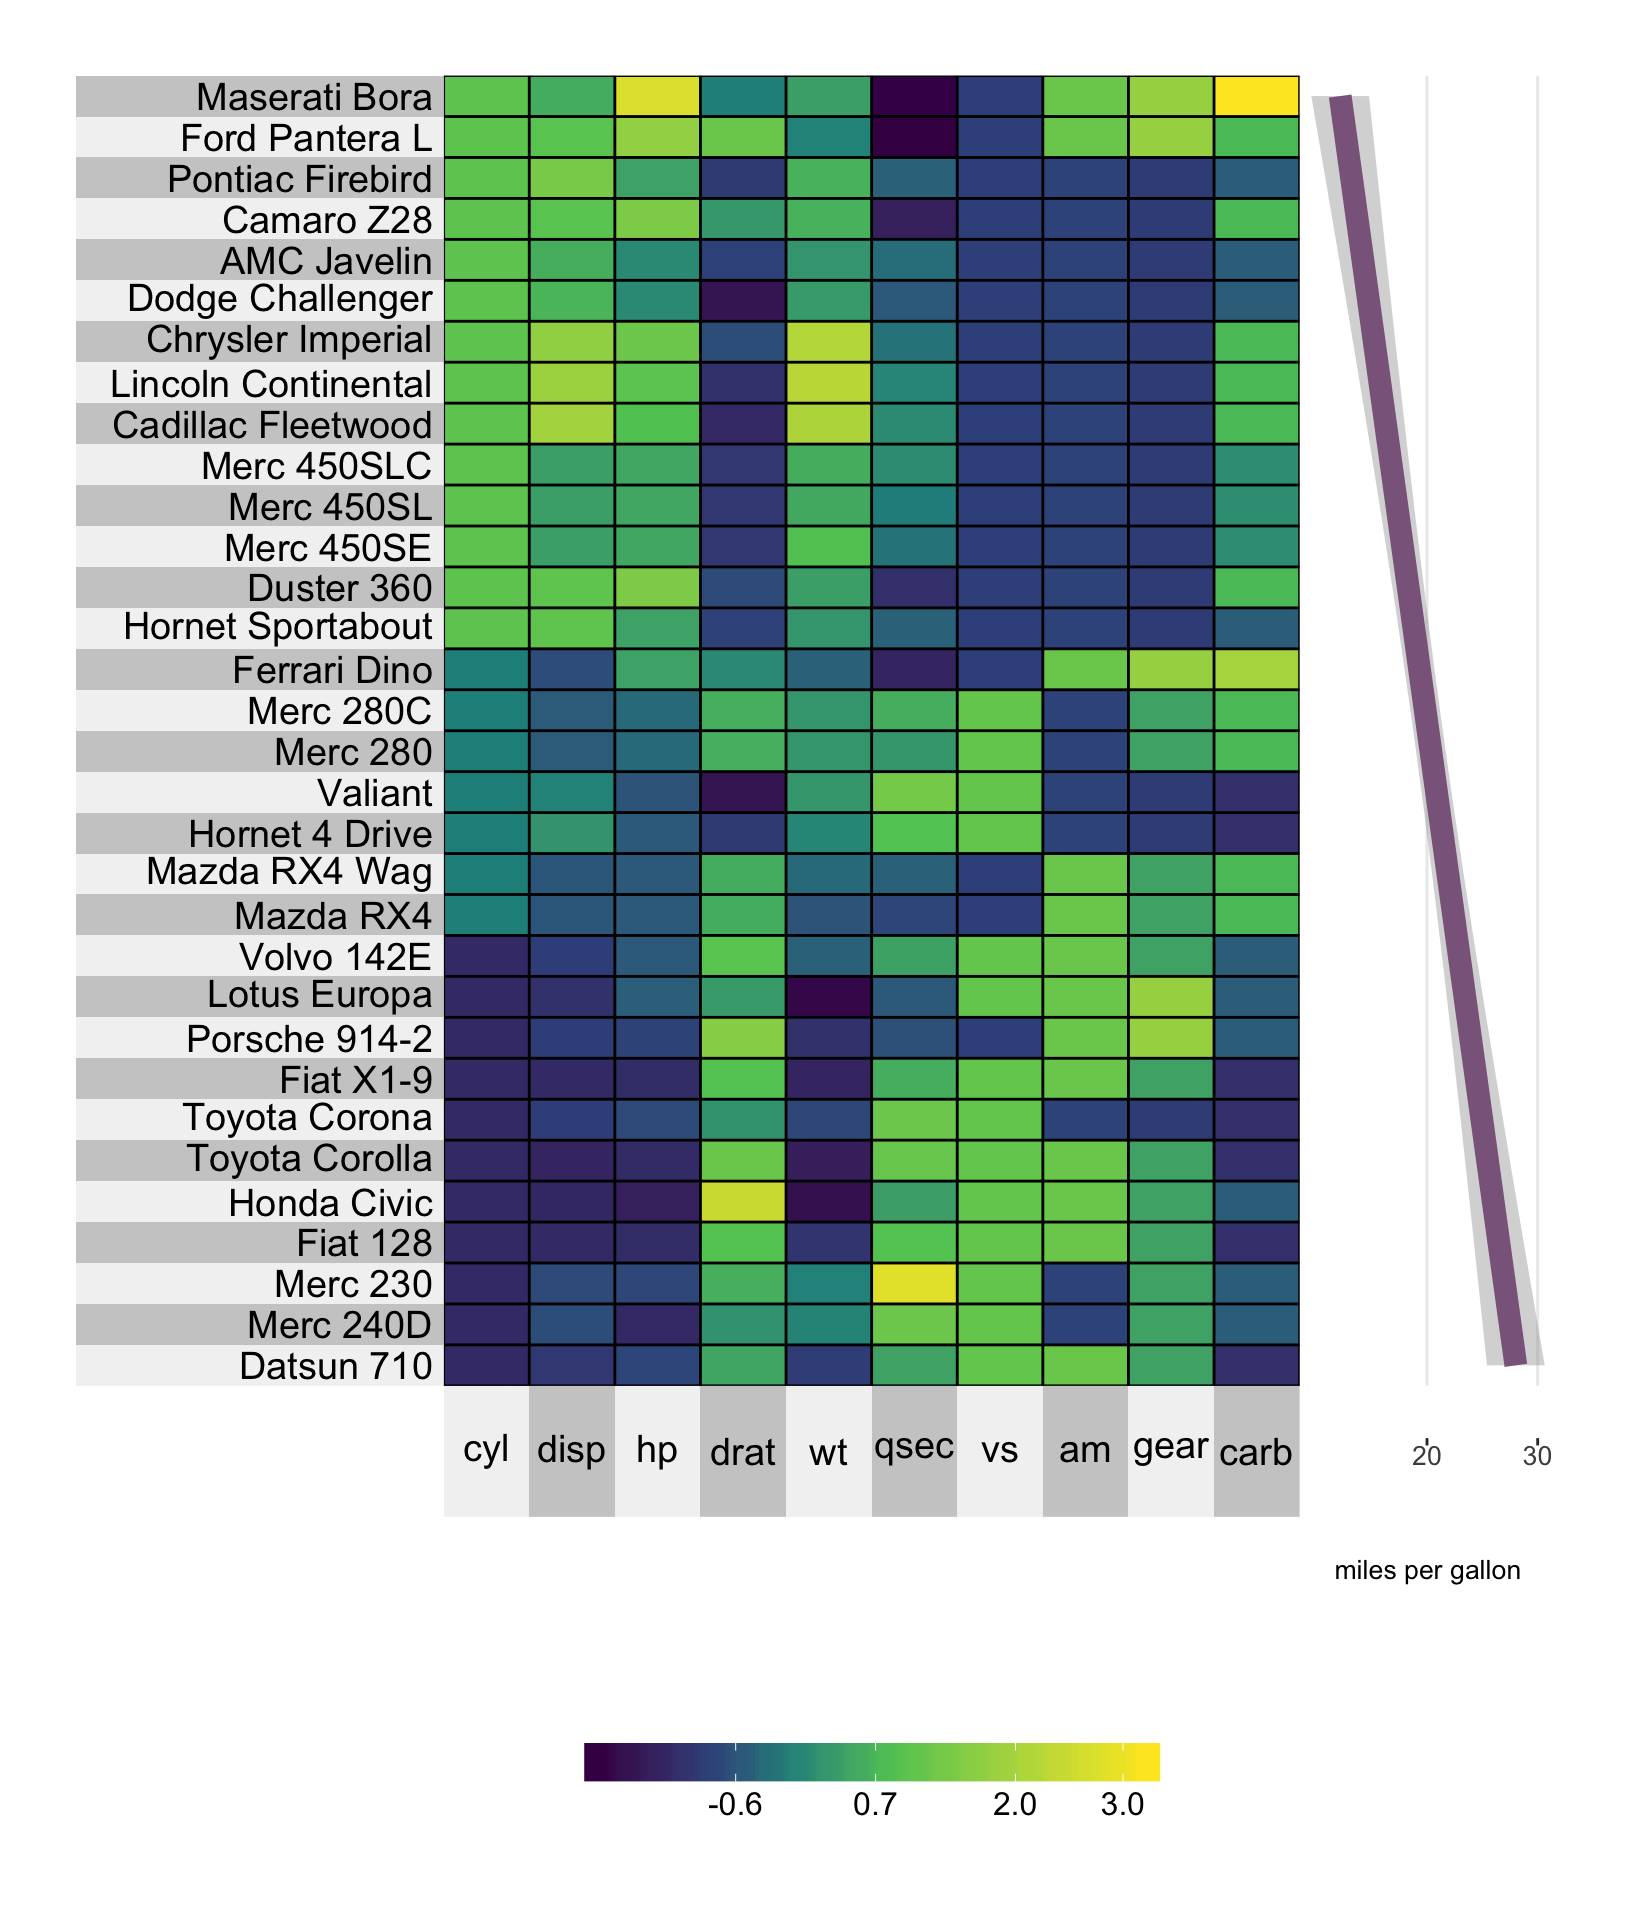 Maserati Bora
Ford Pantera L
Pontiac Firebird
Camaro Z28
AMC Javelin
Dodge Challenger
Chrysler Imperial
Lincoln Continental
Cadillac Fleetwood
Merc 450SLC
Merc 450SL
Merc 450SE
Duster 360
Hornet Sportabout
Ferrari Dino
Merc 280C
Merc 280
Valiant
Hornet 4 Drive
Mazda RX4 Wag
Mazda RX4
Volvo 142E
Lotus Europa
Porsche 914-2
Fiat X1-9
Toyota Corona
Toyota Corolla
Honda Civic
Fiat 128
Merc 230
Merc 240D
Datsun 710
cyl disp hp drat wt qsec vs am gear carb 20 30
miles per gallon
-0.6 0.7 2.0 3.0